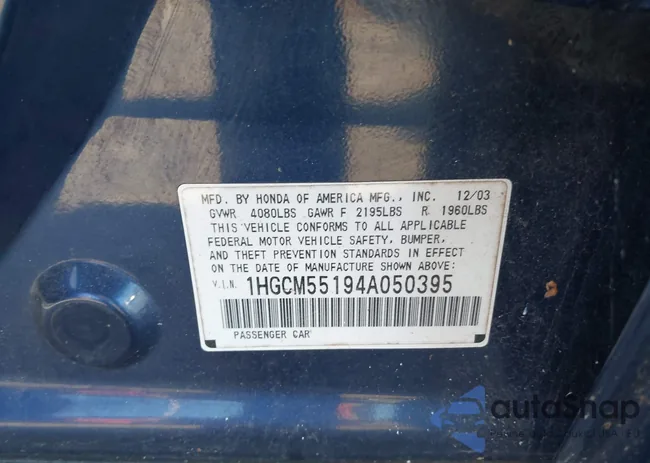 MFD. BY HONDA OF AMERICA MFG., INC. 12/03
GVWR 4080LBS GAWR F 2195LBS R 1960LBS
THIS VEHICLE CONFORMS TO ALL APPLICABLE
FEDERAL MOTOR VEHICLE SAFETY, BUMPER,
AND THEFT PREVENTION STANDARDS IN EFFECT
ON THE DATE OF MANUFACTURE SHOWN ABOVE:
V.I.N. 1HGCM55194A050395
PASSENGER CAR
autoSnap